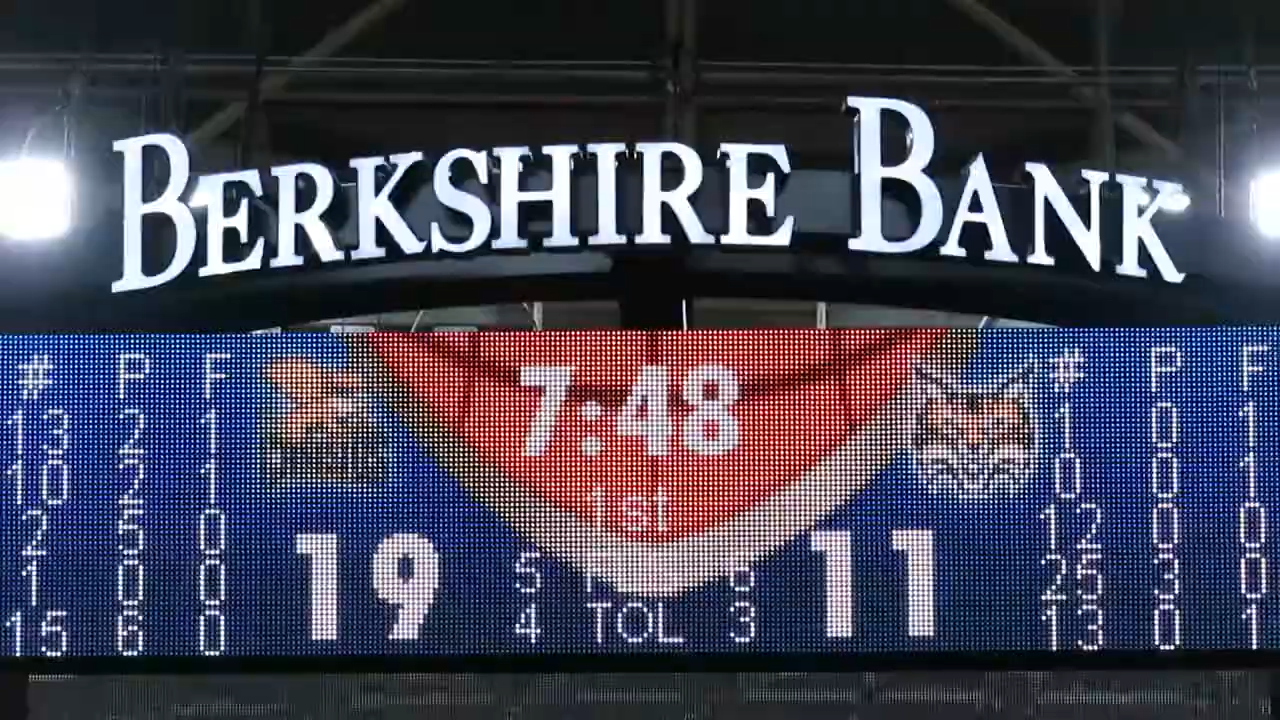 BERKSHIRE BANK
# P F 7:48 # P F
13 2 1 1 0 1
10 2 1 1st 0 0 1
2 5 0 19 11 12 0 0
1 0 0 5 25 3 0
15 6 0 4 TOL 3 13 0 1